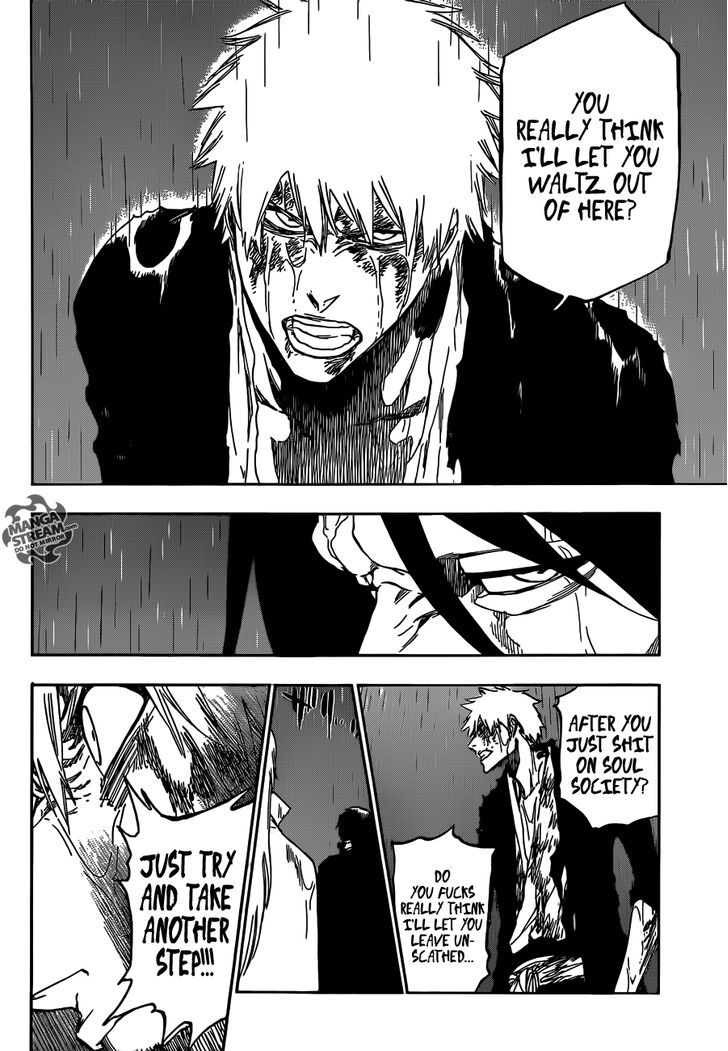 YOU
REALLY THINK
I'LL LET YOU
WALTZ OUT
OF HERE?
MANGA
STREAM.com
DO NOT MIRROR
AFTER YOU
JUST SHIT
ON SOUL
SOCIETY?
DO
YOU FUCKS
REALLY THINK
I'LL LET YOU
LEAVE UN-
SCATHED...
JUST TRY
AND TAKE
ANOTHER
STEP!!!